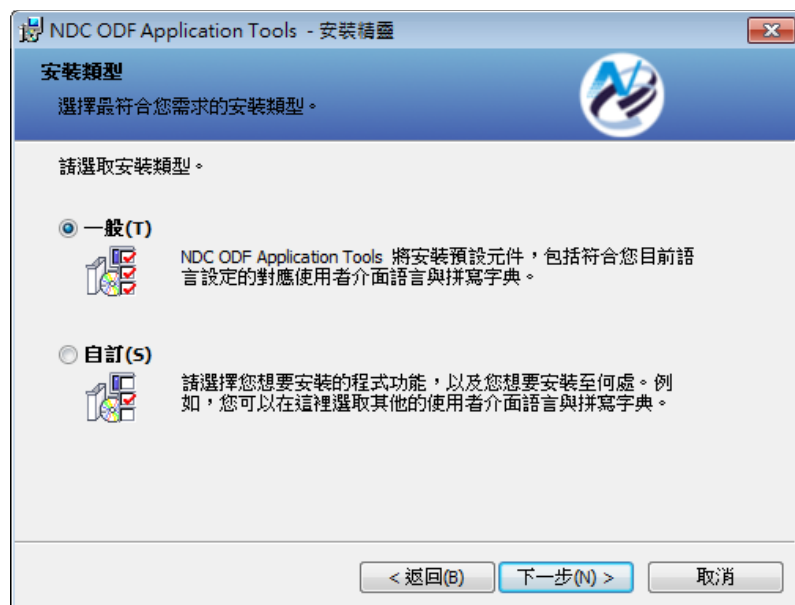 NDC ODF Application Tools - 安裝精靈
安裝類型
選擇最符合您需求的安裝類型。
請選取安裝類型。
一般(T)
NDC ODF Application Tools 將安裝預設元件，包括符合您目前語
言設定的對應使用者介面語言與拼寫字典。
自訂(S)
請選擇您想要安裝的程式功能，以及您想要安裝至何處。例
如，您可以在這裡選取其他的使用者介面語言與拼寫字典。
< 返回(B)
下一步(N) >
取消